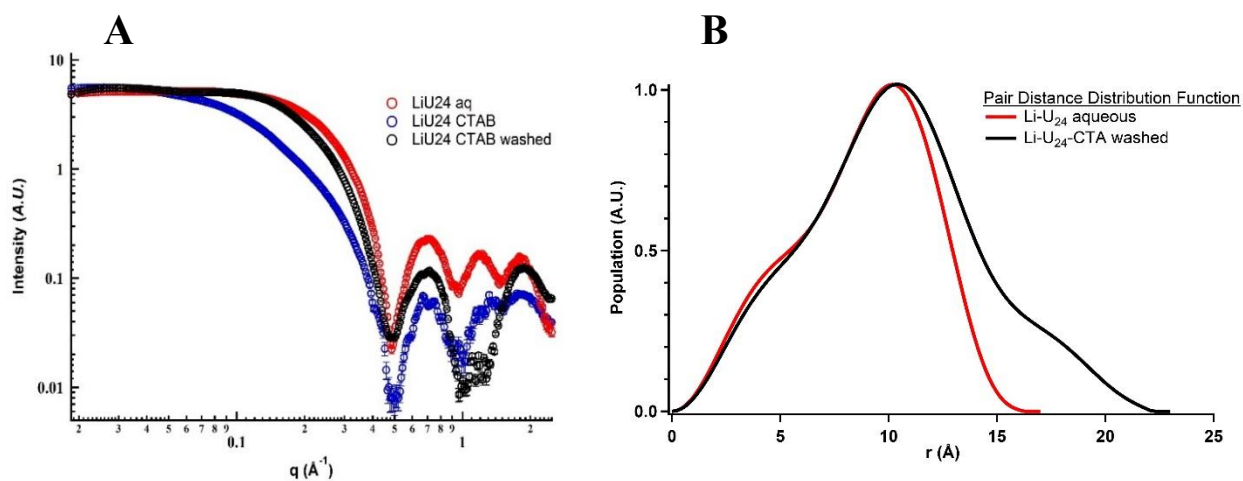 A
10
1
0.1
0.01
Intensity (A.U.)
LiU24 aq
LiU24 CTAB
LiU24 CTAB washed
2 3 4 5 6 7 8 9 2 3 4 5 6 7 8 9 2
0.1 1
q (Å-1)
B
1.0
0.5
0.0
Population (A.U.)
Pair Distance Distribution Function
Li-U24 aqueous
Li-U24-CTA washed
0 5 10 15 20 25
r (Å)